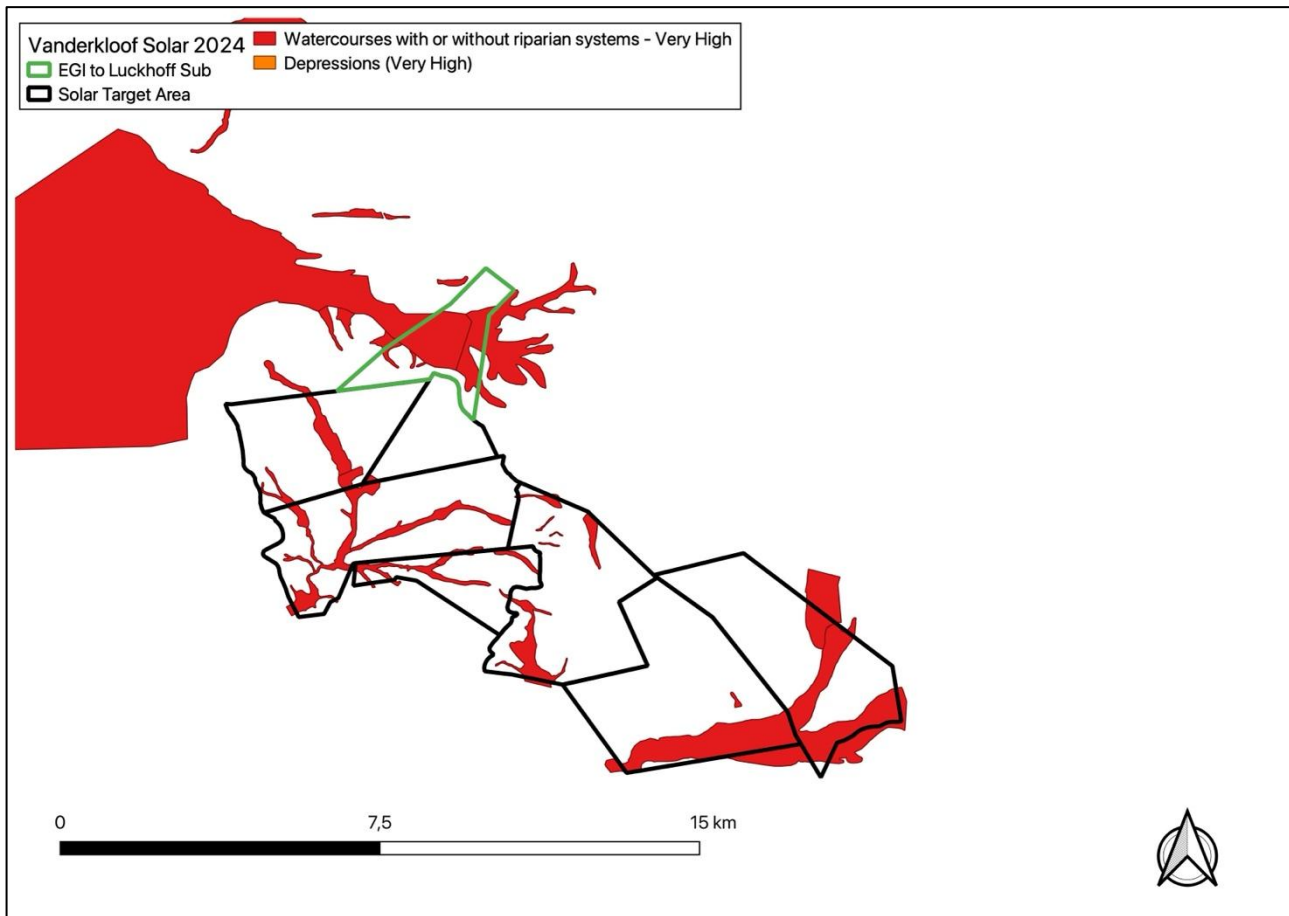 Vanderkloof Solar 2024
EGI to Luckhoff Sub
Solar Target Area
Watercourses with or without riparian systems - Very High
Depressions (Very High)
0 7,5 15 km